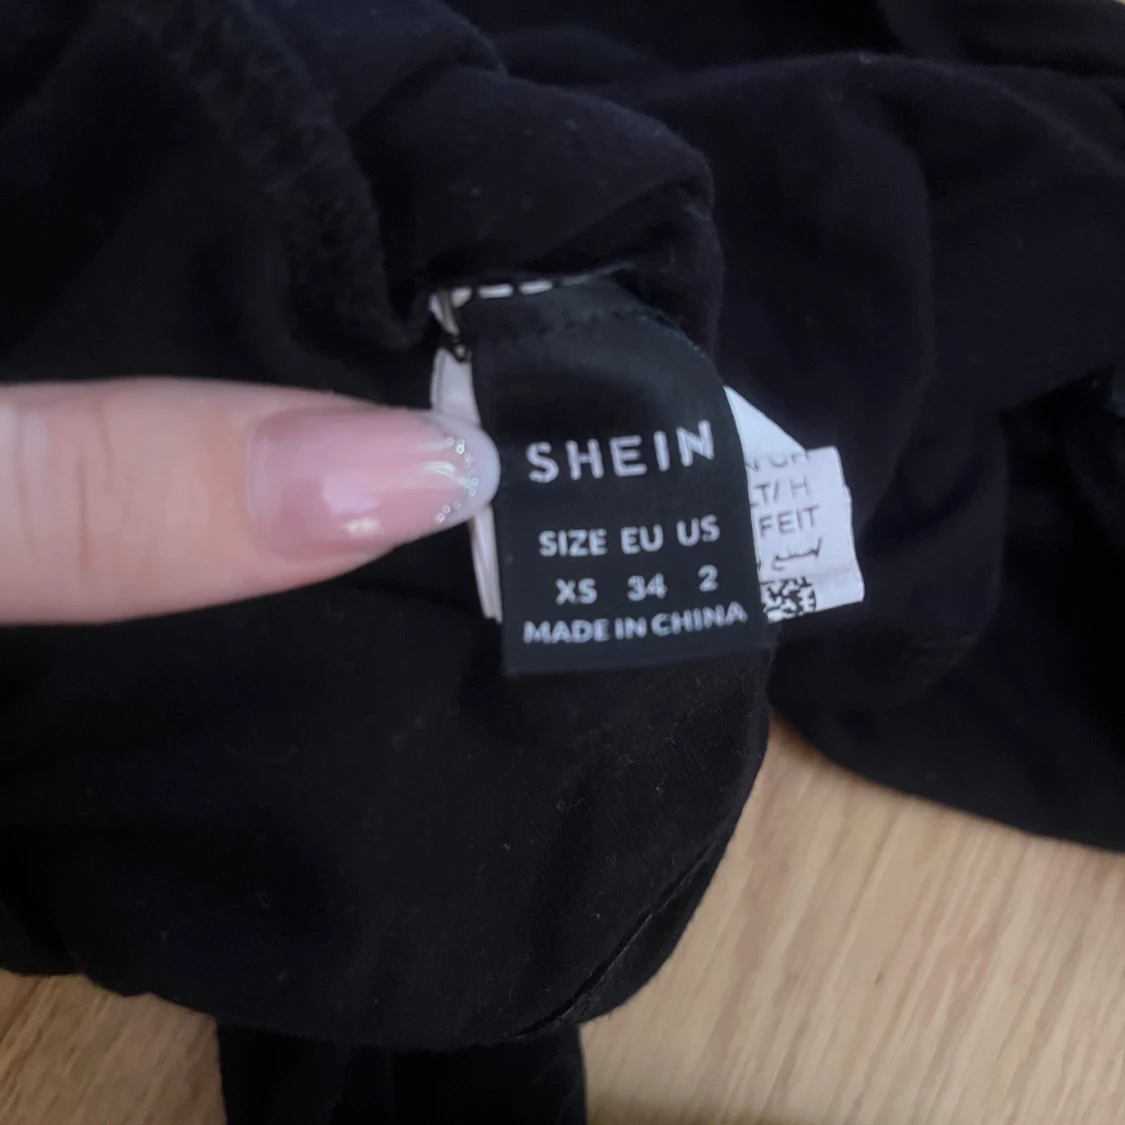 SHEIN
SIZE EU US
XS 34 2
MADE IN CHINA
LT/ H
FEIT